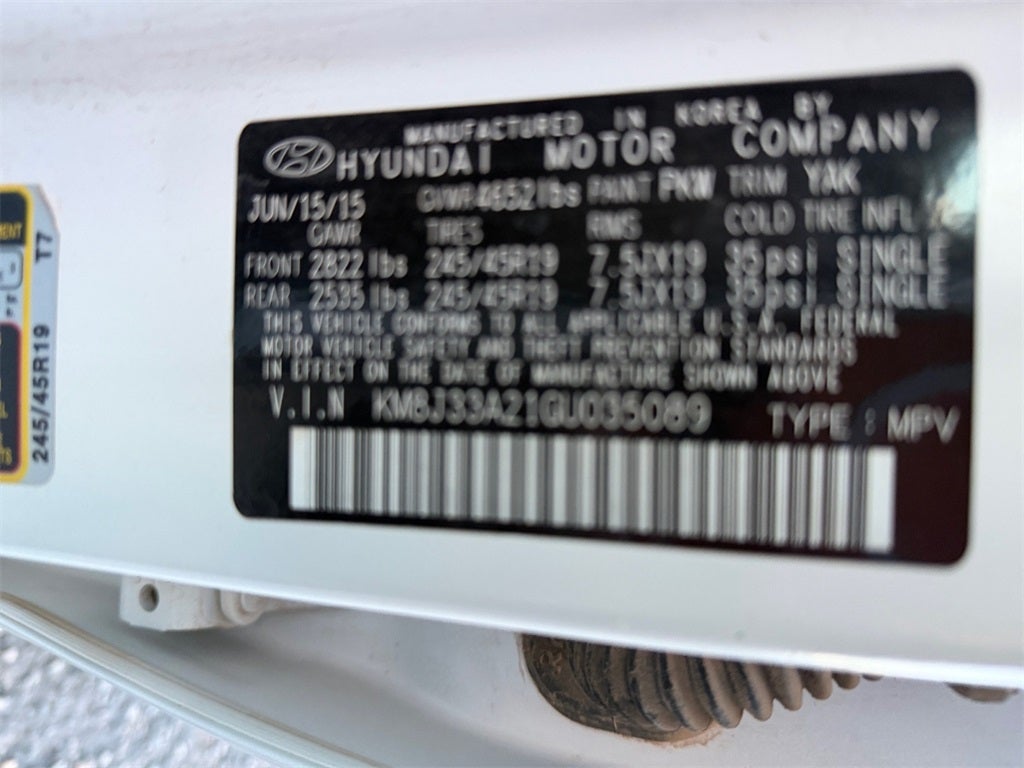 MANUFACTURED IN KOREA BY
HYUNDAI MOTOR COMPANY
JUN/15/15 GVWR 4652 lbs PAINT PKW TRIM YAK
GAWR TIRES RMS COLD TIRE INFL
FRONT 2822 lbs 245/45R19 7.5JX19 35psi SINGLE
REAR 2535 lbs 245/45R19 7.5JX19 35psi SINGLE
THIS VEHICLE CONFORMS TO ALL APPLICABLE U.S.A. FEDERAL
MOTOR VEHICLE SAFETY AND THEFT PREVENTION STANDARDS
IN EFFECT ON THE DATE OF MANUFACTURE SHOWN ABOVE
V.I.N KM8J33A21GU035089 TYPE : MPV
T7
245/45R19